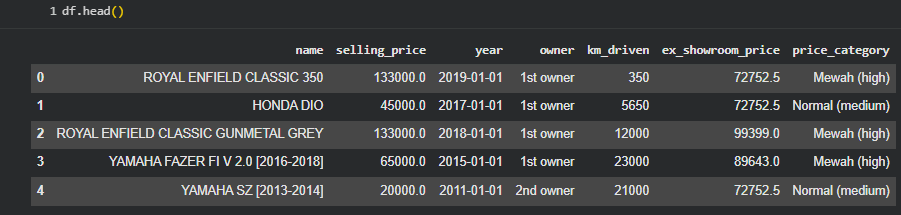 1 df.head()
name selling_price year owner km_driven ex_showroom_price price_category
0 ROYAL ENFIELD CLASSIC 350 133000.0 2019-01-01 1st owner 350 72752.5 Mewah (high)
1 HONDA DIO 45000.0 2017-01-01 1st owner 5650 72752.5 Normal (medium)
2 ROYAL ENFIELD CLASSIC GUNMETAL GREY 133000.0 2018-01-01 1st owner 12000 99399.0 Mewah (high)
3 YAMAHA FAZER FI V 2.0 [2016-2018] 65000.0 2015-01-01 1st owner 23000 89643.0 Mewah (high)
4 YAMAHA SZ [2013-2014] 20000.0 2011-01-01 2nd owner 21000 72752.5 Normal (medium)